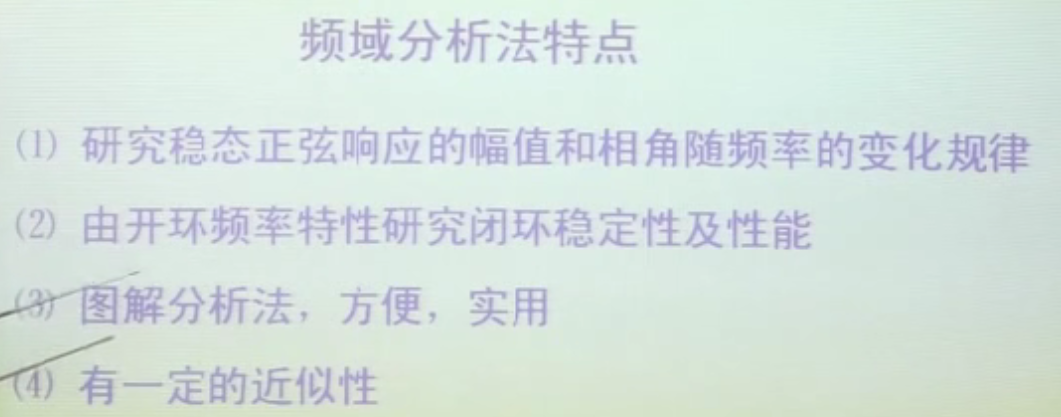 频域分析法特点
⑴ 研究稳态正弦响应的幅值和相角随频率的变化规律
⑵ 由开环频率特性研究闭环稳定性及性能
⑶ 图解分析法，方便，实用
⑷ 有一定的近似性